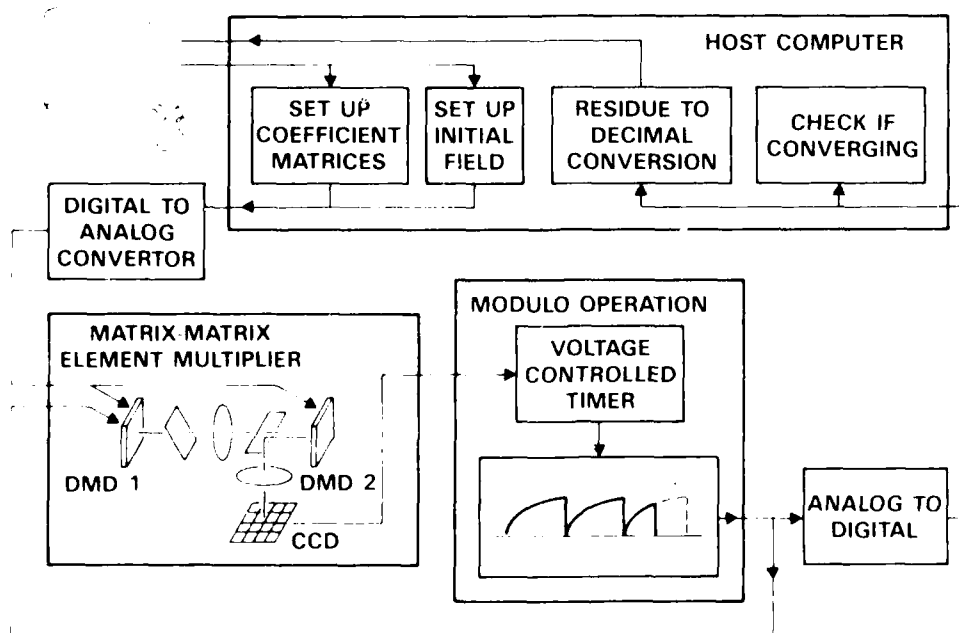 HOST COMPUTER
SET UP
COEFFICIENT
MATRICES
SET UP
INITIAL
FIELD
RESIDUE TO
DECIMAL
CONVERSION
CHECK IF
CONVERGING
DIGITAL TO
ANALOG
CONVERTOR
MATRIX-MATRIX
ELEMENT MULTIPLIER
DMD 1
DMD 2
CCD
MODULO OPERATION
VOLTAGE
CONTROLLED
TIMER
ANALOG TO
DIGITAL